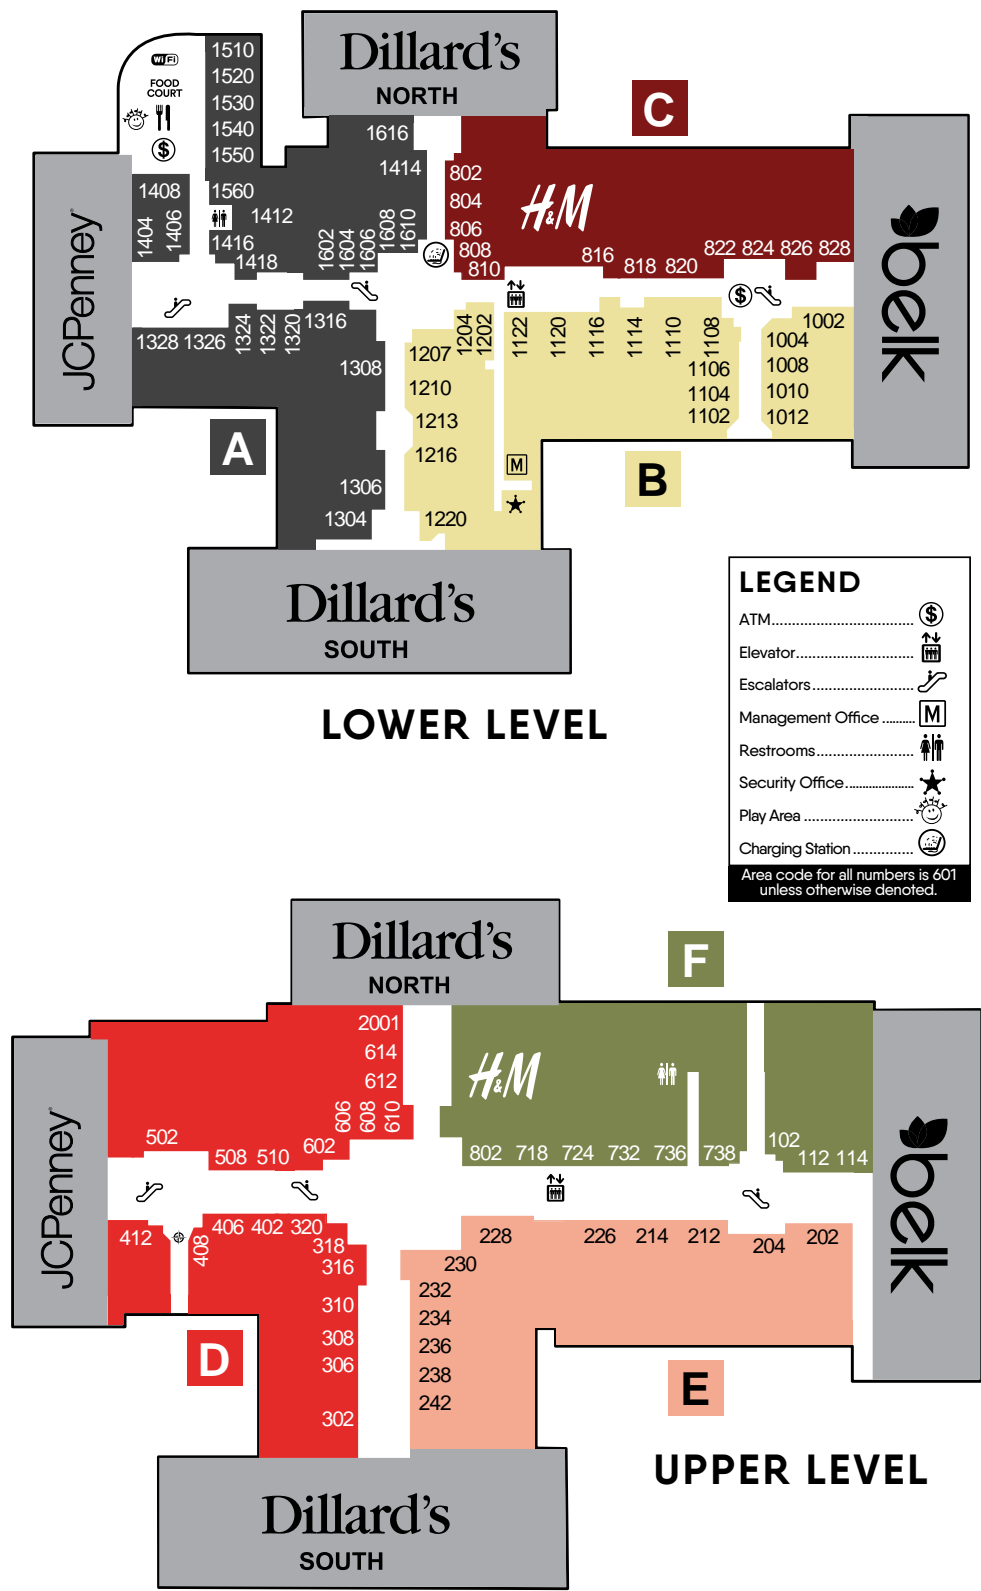 Dillard's
NORTH
WiFi
FOOD
COURT
$
1510
1520
1530
1540
1550
1560
1616
1414
C
802
804
806
808
810
H&M
816
818
820
822
824
826
828
JCPenney
1408
1404
1406
1412
1416
1418
1602
1604
1606
1608
1610
belk
$
1328
1326
1324
1322
1320
1316
1308
1306
1304
A
1204
1202
1207
1210
1213
1216
1220
1122
1120
1116
1114
1110
1108
1106
1104
1102
M
B
1002
1004
1008
1010
1012
Dillard's
SOUTH
LOWER LEVEL
LEGEND
ATM.................................. $
Elevator.............................
Escalators.........................
Management Office ........ M
Restrooms........................
Security Office.....................
Play Area ...........................
Charging Station...............
Area code for all numbers is 601
unless otherwise denoted.
Dillard's
NORTH
F
2001
614
612
606
608
610
602
502
508
510
H&M
802
718
724
732
736
738
102
112
114
JCPenney
belk
412
408
406
402
320
318
316
310
308
306
302
D
228
226
214
212
204
202
230
232
234
236
238
242
E
UPPER LEVEL
Dillard's
SOUTH